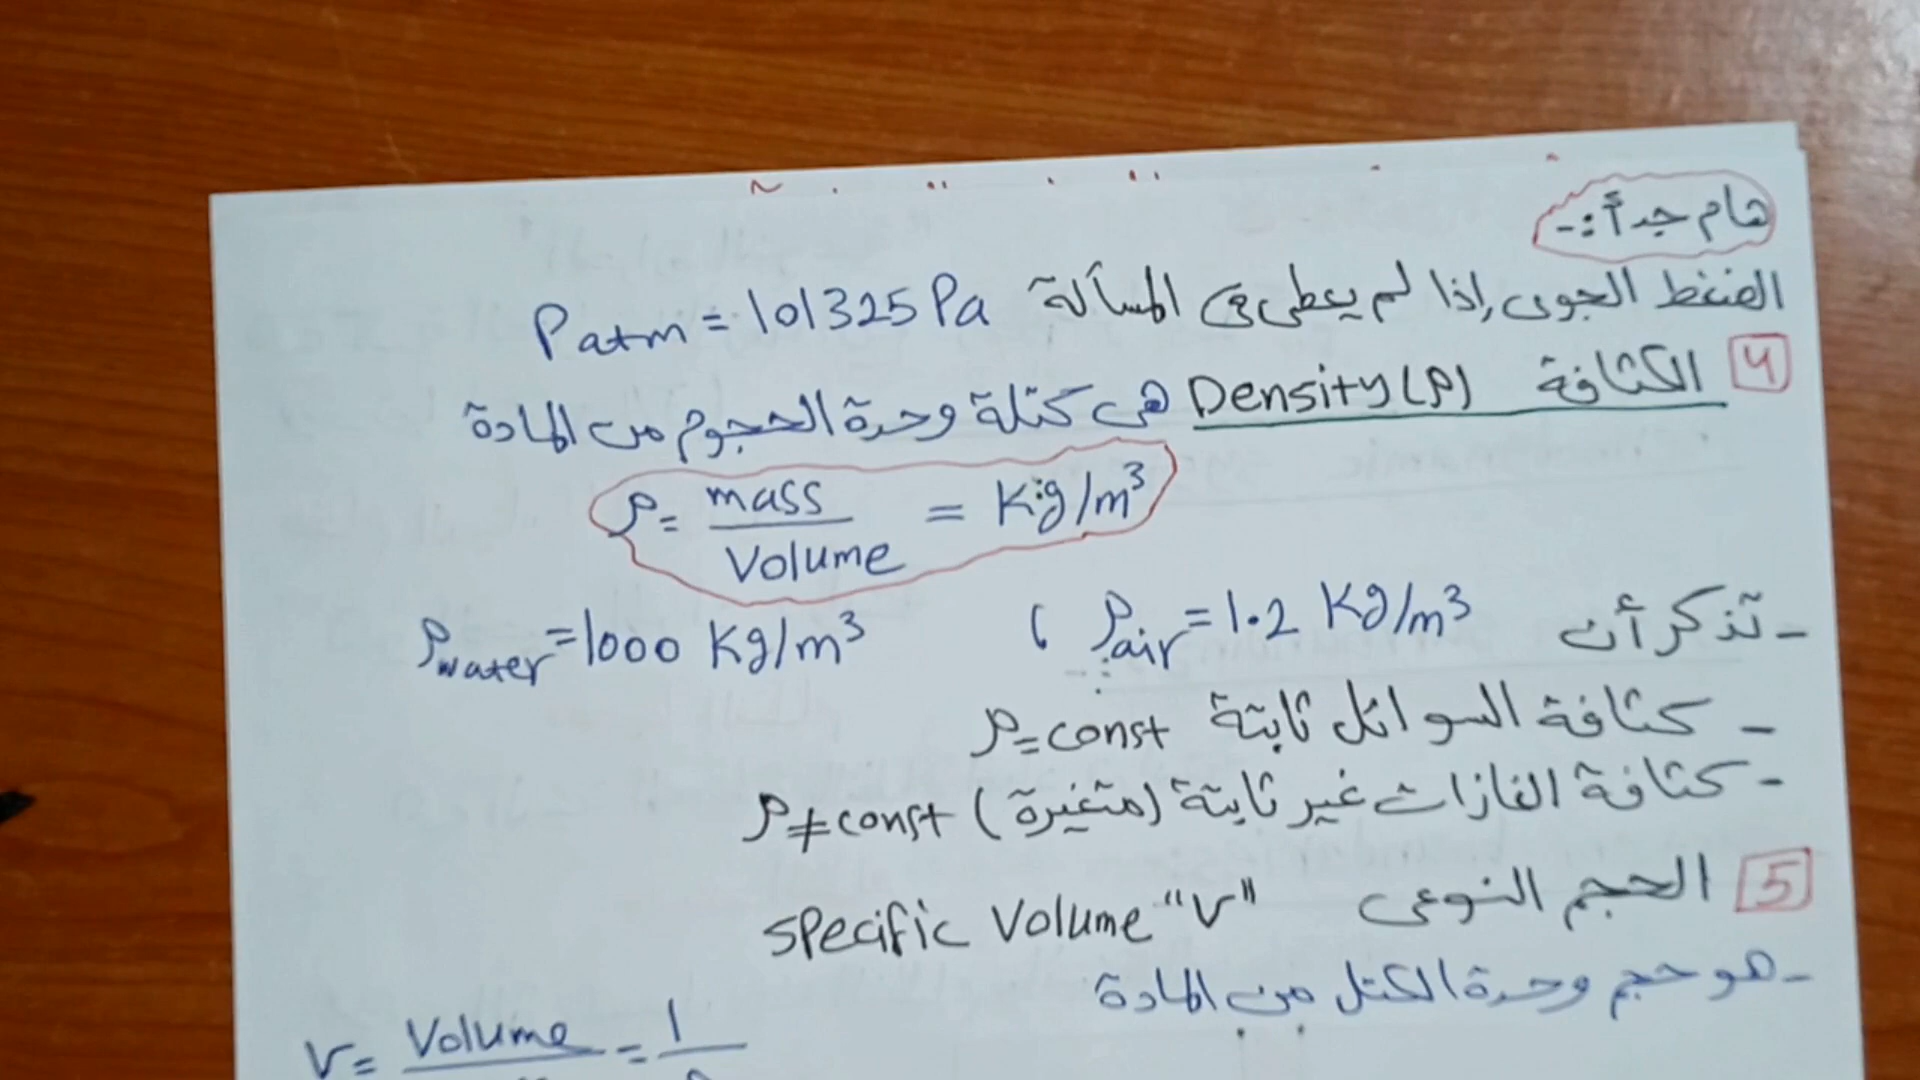 هام جداً :-
الضغط الجوى إذا لم يعطى فى المسألة Patm = 101325 Pa
4 الكثافة Density (ρ) هى كتلة وحدة الحجوم من المادة
ρ = mass / Volume = Kg/m³
- تذكر أن ρair = 1.2 Kg/m³ ، ρwater = 1000 Kg/m³
- كثافة السوائل ثابتة ρ = const
- كثافة الغازات غير ثابتة (متغيرة) ρ ≠ const
5 الحجم النوعى specific Volume "v"
- هو حجم وحدة الكتل من المادة
v = Volume = 1